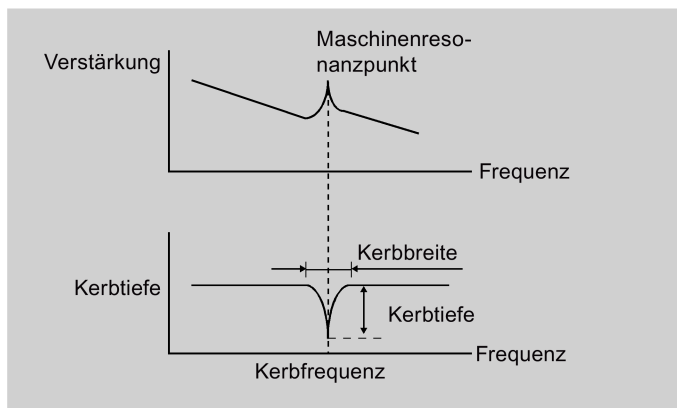 Maschinenreso-
nanzpunkt
Verstärkung
Frequenz
Kerbbreite
Kerbtiefe
Kerbtiefe
Frequenz
Kerbfrequenz